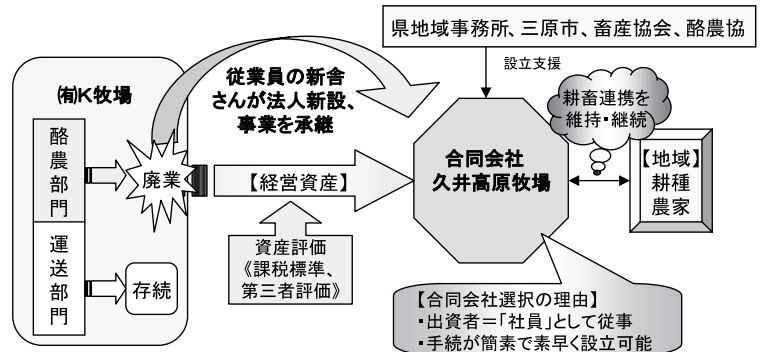 県地域事務所、三原市、畜産協会、酪農協
設立支援
㈲K牧場
酪農部門
運送部門
廃業
存続
従業員の新舎
さんが法人新設、
事業を承継
【経営資産】
資産評価
《課税標準、
第三者評価》
合同会社
久井高原牧場
耕畜連携を
維持・継続
【地域】
耕種
農家
【合同会社選択の理由】
・出資者=「社員」として従事
・手続が簡素で素早く設立可能